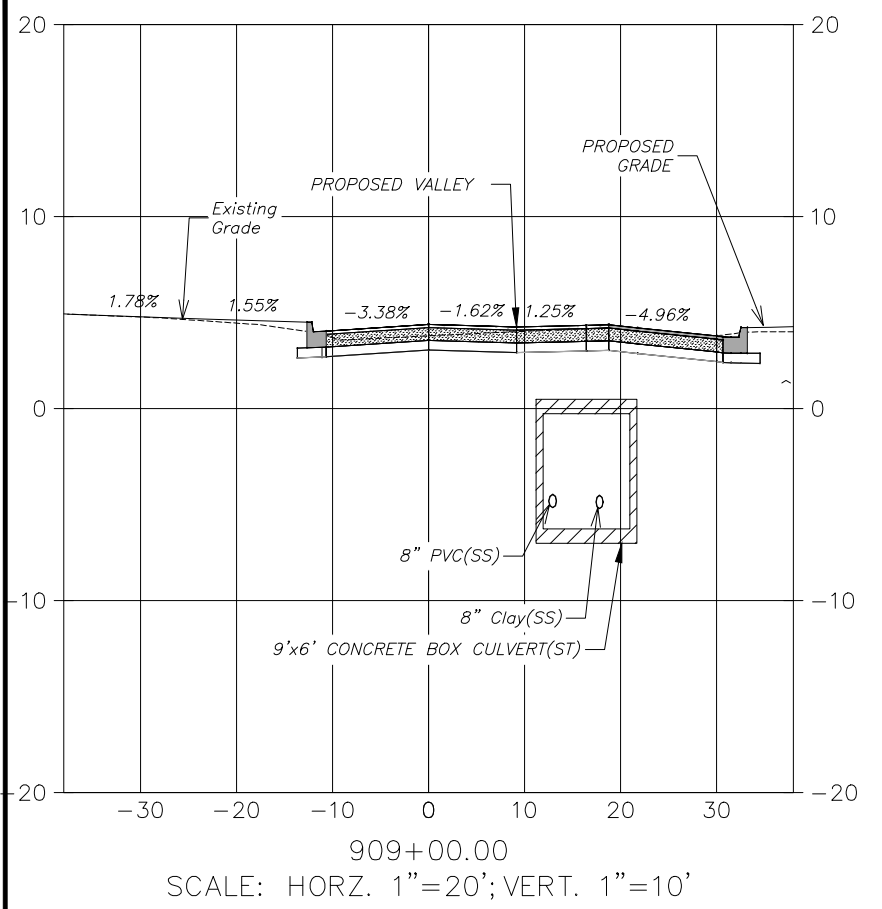 20
20
PROPOSED
GRADE
PROPOSED VALLEY
10
Existing
Grade
10
1.78%
1.55%
-3.38%
-1.62%
1.25%
-4.96%
0
0
8" PVC(SS)
-10
-10
8" Clay(SS)
9'x6' CONCRETE BOX CULVERT(ST)
-20
-20
-30
-20
-10
0
10
20
30
909+00.00
SCALE: HORZ. 1"=20'; VERT. 1"=10'